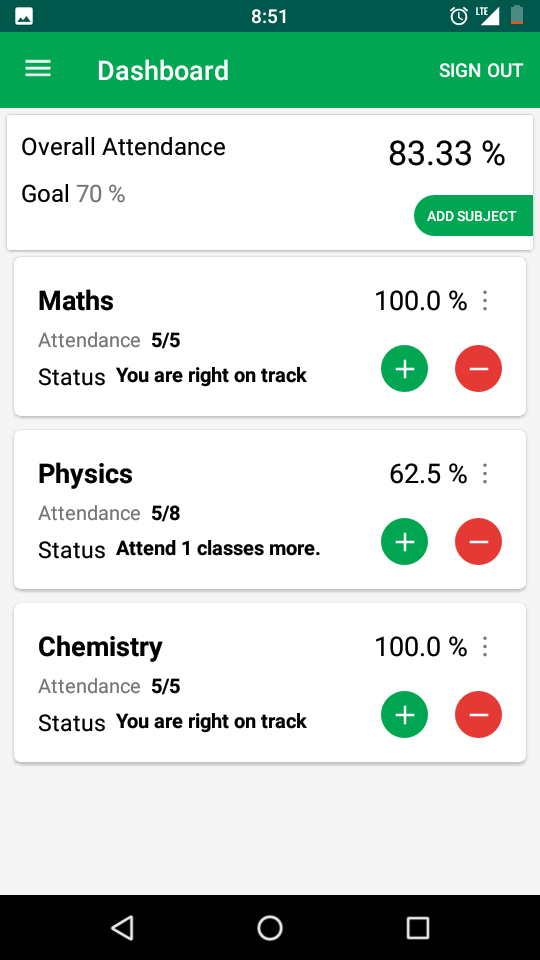 8:51
LTE
Dashboard
SIGN OUT
Overall Attendance
83.33 %
Goal 70 %
ADD SUBJECT
Maths
100.0 %
Attendance 5/5
Status You are right on track
Physics
62.5 %
Attendance 5/8
Status Attend 1 classes more.
Chemistry
100.0 %
Attendance 5/5
Status You are right on track